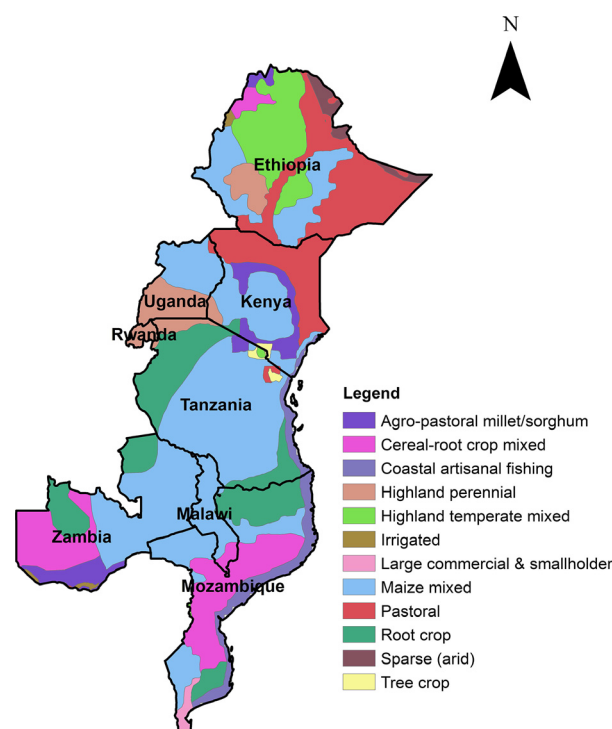 N
Ethiopia
Uganda
Kenya
Rwanda
Tanzania
Malawi
Zambia
Mozambique
Legend
Agro-pastoral millet/sorghum
Cereal-root crop mixed
Coastal artisanal fishing
Highland perennial
Highland temperate mixed
Irrigated
Large commercial & smallholder
Maize mixed
Pastoral
Root crop
Sparse (arid)
Tree crop